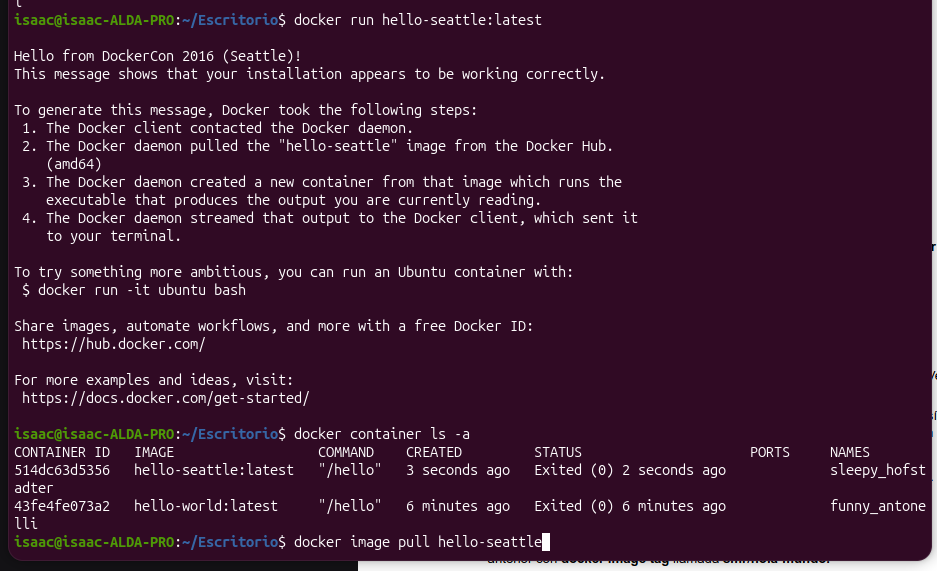 isaac@isaac-ALDA-PRO:~/Escritorio$ docker run hello-seattle:latest

Hello from DockerCon 2016 (Seattle)!
This message shows that your installation appears to be working correctly.

To generate this message, Docker took the following steps:
 1. The Docker client contacted the Docker daemon.
 2. The Docker daemon pulled the "hello-seattle" image from the Docker Hub.
    (amd64)
 3. The Docker daemon created a new container from that image which runs the
    executable that produces the output you are currently reading.
 4. The Docker daemon streamed that output to the Docker client, which sent it
    to your terminal.

To try something more ambitious, you can run an Ubuntu container with:
 $ docker run -it ubuntu bash

Share images, automate workflows, and more with a free Docker ID:
 https://hub.docker.com/

For more examples and ideas, visit:
 https://docs.docker.com/get-started/

isaac@isaac-ALDA-PRO:~/Escritorio$ docker container ls -a
CONTAINER ID   IMAGE                  COMMAND    CREATED         STATUS                     PORTS     NAMES
514dc63d5356   hello-seattle:latest   "/hello"   3 seconds ago   Exited (0) 2 seconds ago             sleepy_hofst
adter
43fe4fe073a2   hello-world:latest     "/hello"   6 minutes ago   Exited (0) 6 minutes ago             funny_antone
lli
isaac@isaac-ALDA-PRO:~/Escritorio$ docker image pull hello-seattle